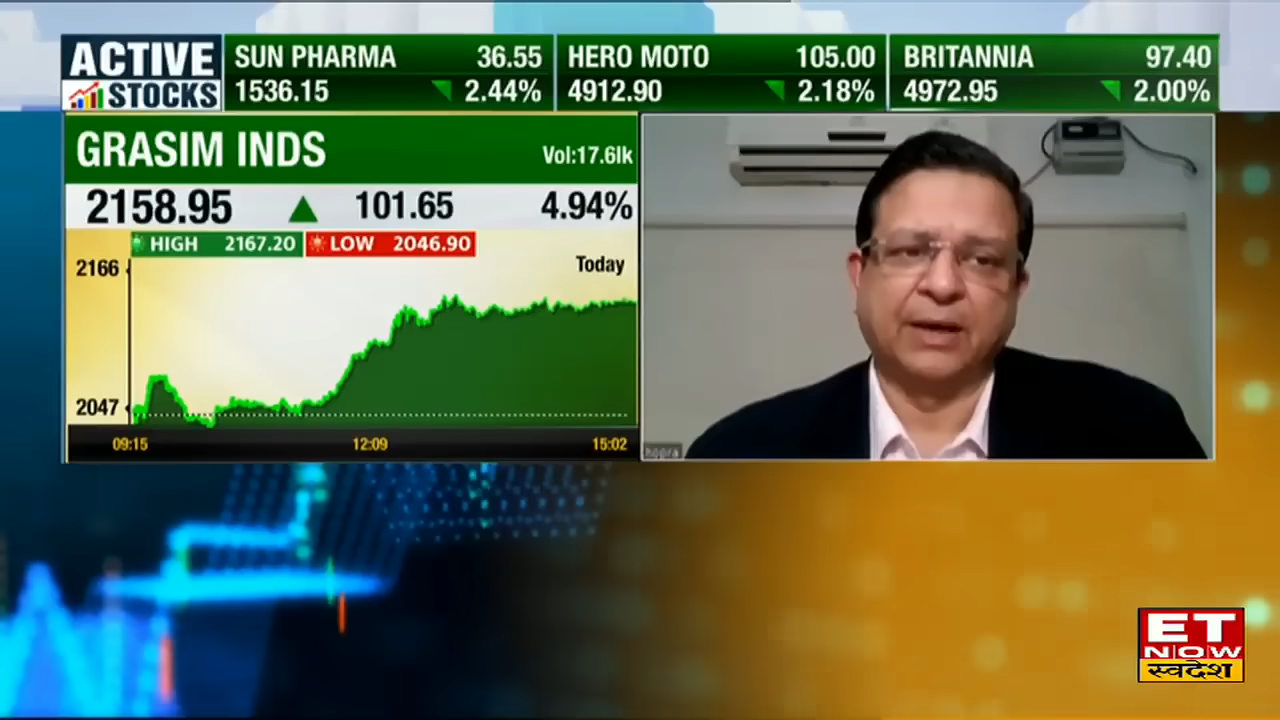 ACTIVE
STOCKS
SUN PHARMA 36.55
1536.15 2.44%
HERO MOTO 105.00
4912.90 2.18%
BRITANNIA 97.40
4972.95 2.00%
GRASIM INDS Vol:17.6lk
2158.95 101.65 4.94%
HIGH 2167.20 LOW 2046.90
2166 Today
2047
09:15 12:09 15:02
ET
NOW
स्वदेश